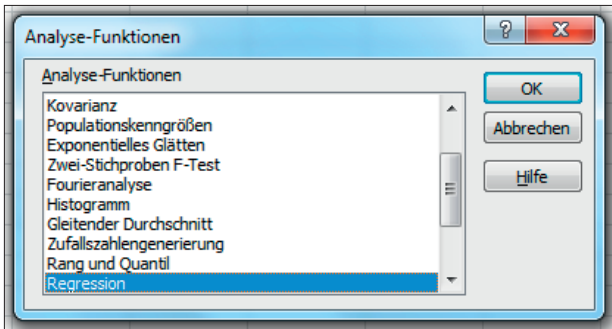 Analyse-Funktionen
?
Analyse-Funktionen
OK
Kovarianz
Populationskenngrößen
Abbrechen
Exponentielles Glätten
Zwei-Stichproben F-Test
Hilfe
Fourieranalyse
Histogramm
Gleitender Durchschnitt
Zufallszahlengenerierung
Rang und Quantil
Regression